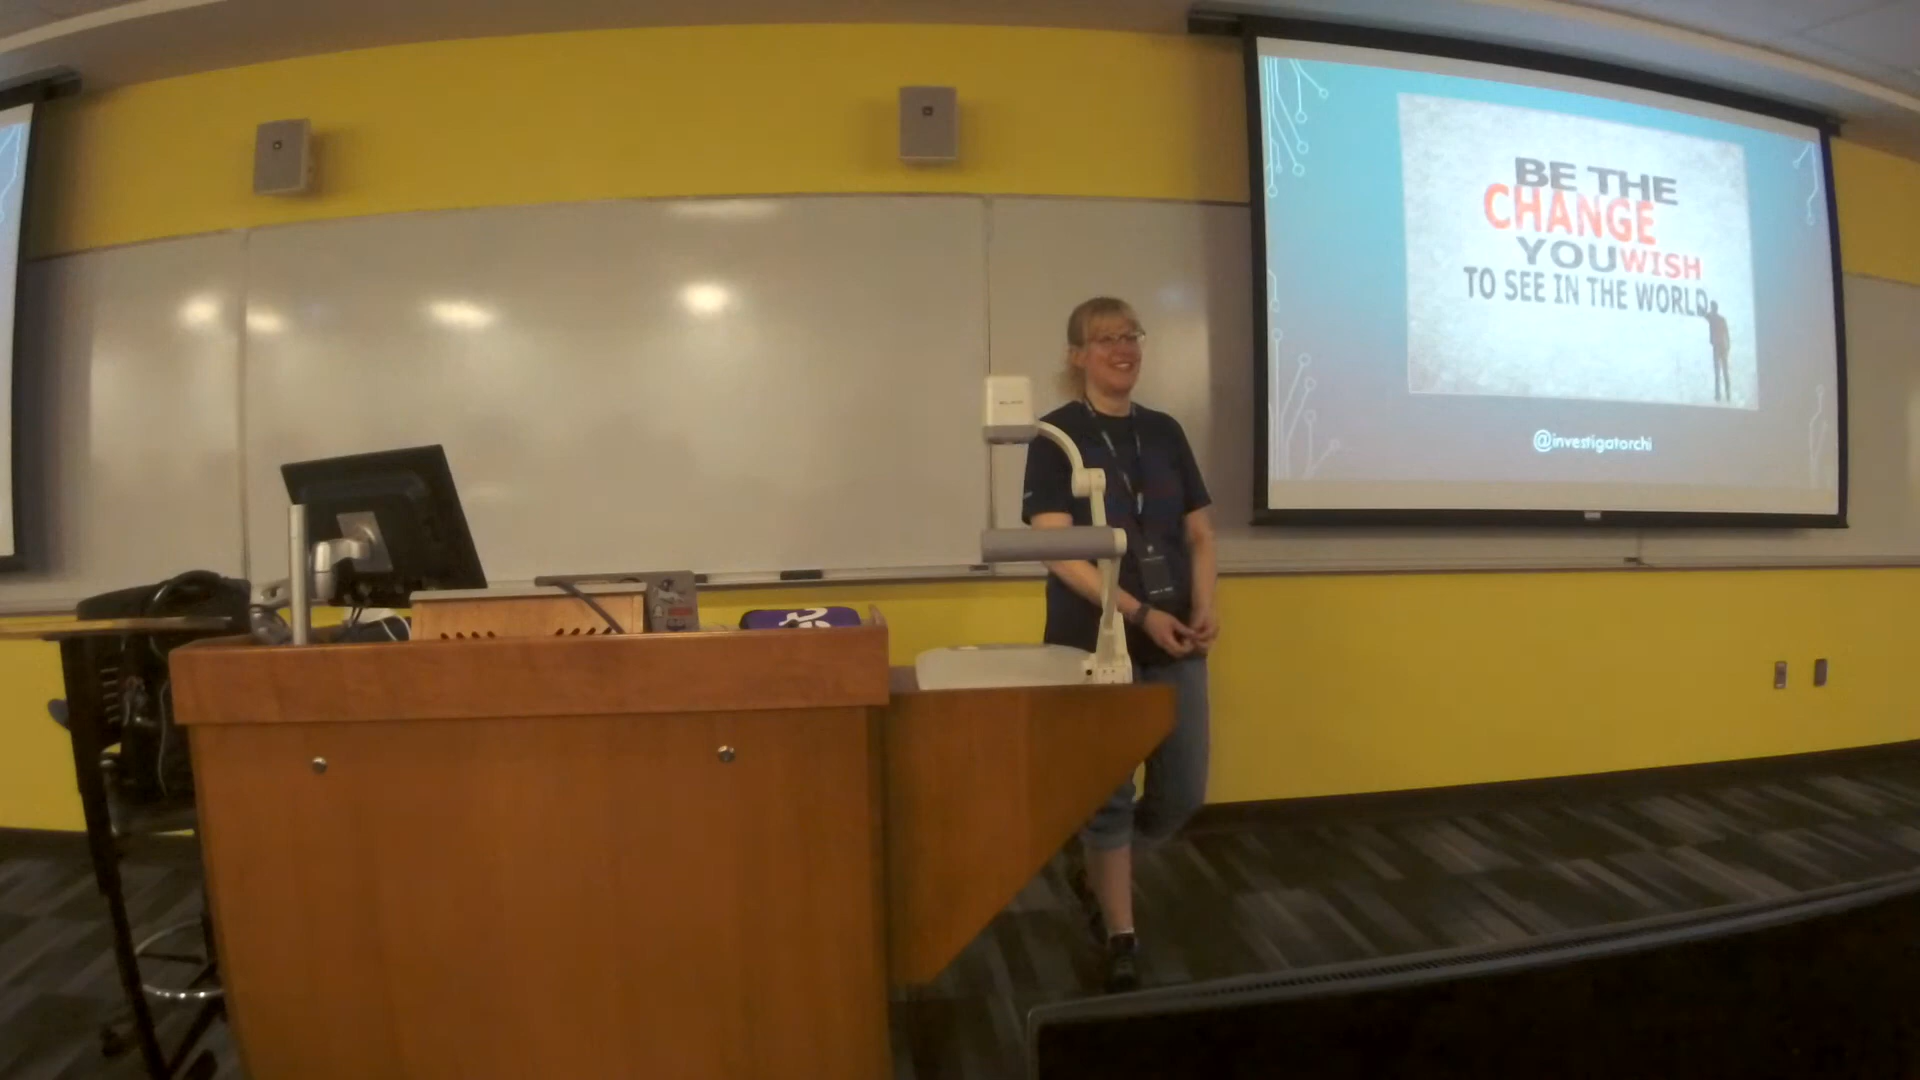 BE THE
CHANGE
YOU WISH
TO SEE IN THE WORLD
@investigatorchi